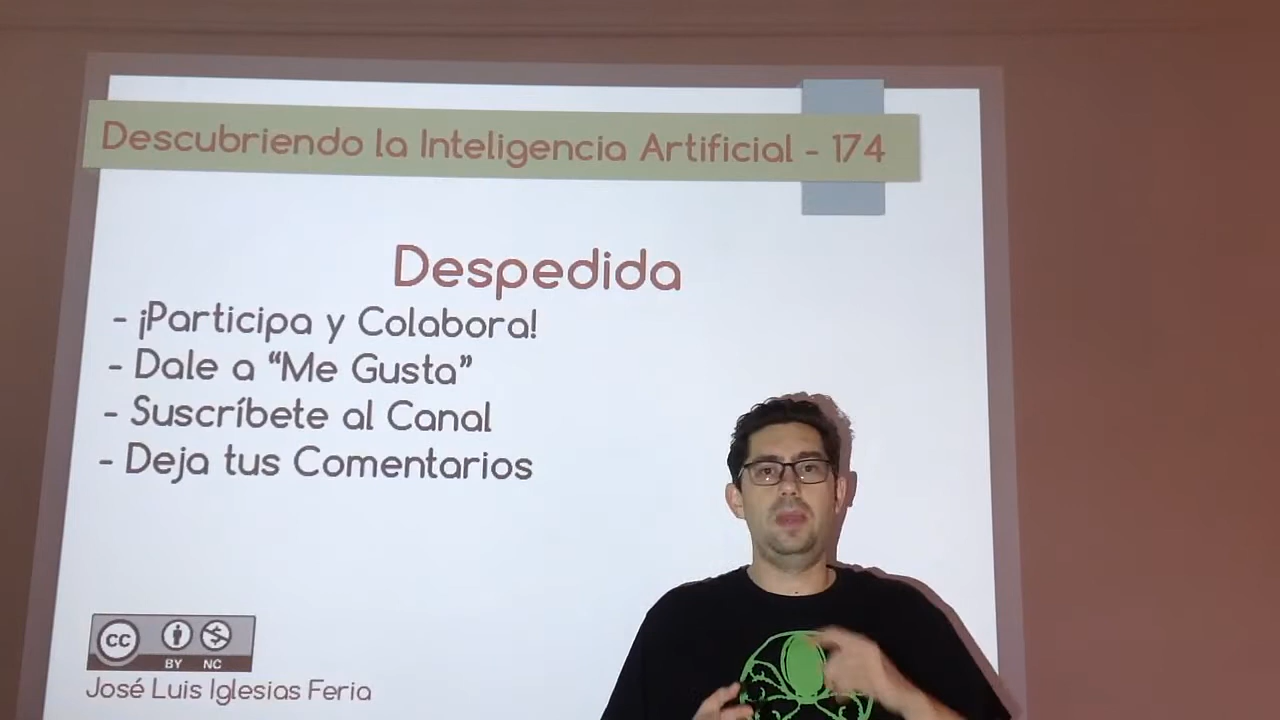 Descubriendo la Inteligencia Artificial - 174
Despedida
- ¡Participa y Colabora!
- Dale a “Me Gusta”
- Suscríbete al Canal
- Deja tus Comentarios
cc
BY NC
José Luis Iglesias Feria